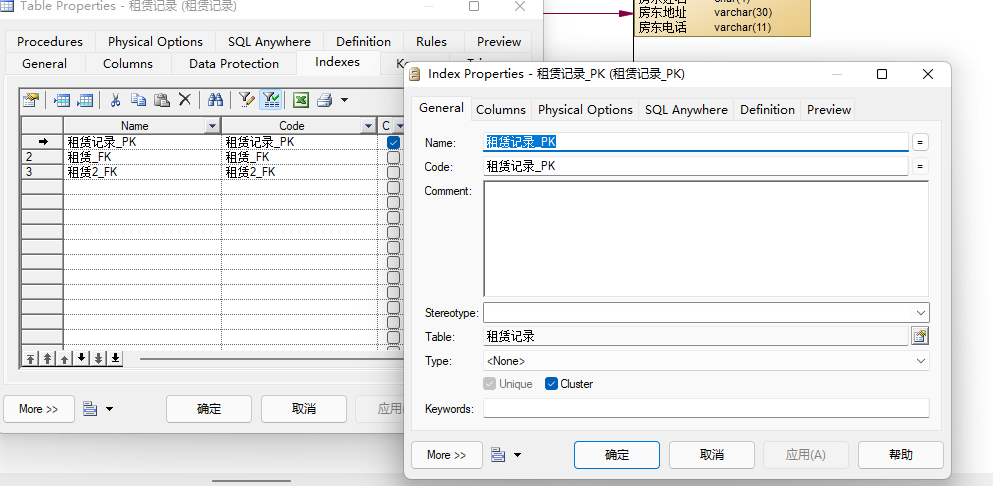 Table Properties - 租赁记录 (租赁记录)
Procedures
Physical Options
SQL Anywhere
Definition
Rules
Preview
General
Columns
Data Protection
Indexes
Name
Code
C
租赁记录_PK
租赁记录_PK
2
租赁_FK
租赁_FK
3
租赁2_FK
租赁2_FK
More >>
确定
取消
应用
房东地址 varchar(30)
房东电话 varchar(11)
Index Properties - 租赁记录_PK (租赁记录_PK)
General
Columns
Physical Options
SQL Anywhere
Definition
Preview
Name:
租赁记录_PK
=
Code:
租赁记录_PK
=
Comment:
Stereotype:
Table:
租赁记录
Type:
<None>
Unique
Cluster
Keywords:
More >>
确定
取消
应用(A)
帮助